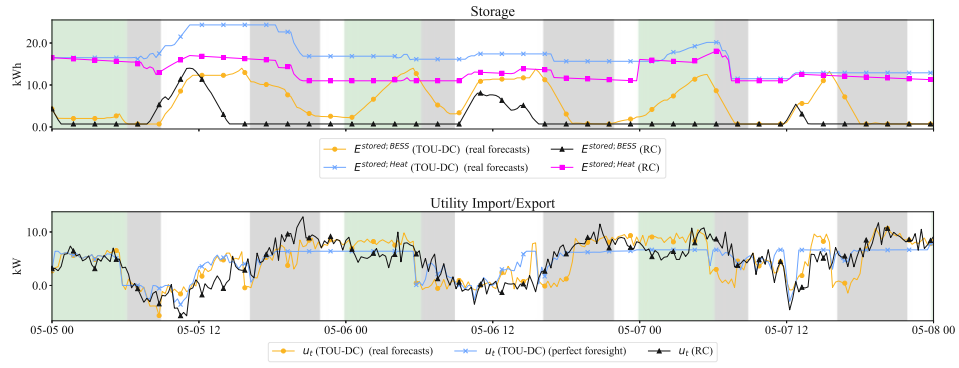 Storage
20.0
10.0
0.0
kWh
E^stored;BESS (TOU-DC) (real forecasts)
E^stored;BESS (RC)
E^stored;Heat (TOU-DC) (real forecasts)
E^stored;Heat (RC)
Utility Import/Export
10.0
0.0
kW
05-05 00
05-05 12
05-06 00
05-06 12
05-07 00
05-07 12
05-08 00
u_t (TOU-DC) (real forecasts)
u_t (TOU-DC) (perfect foresight)
u_t (RC)